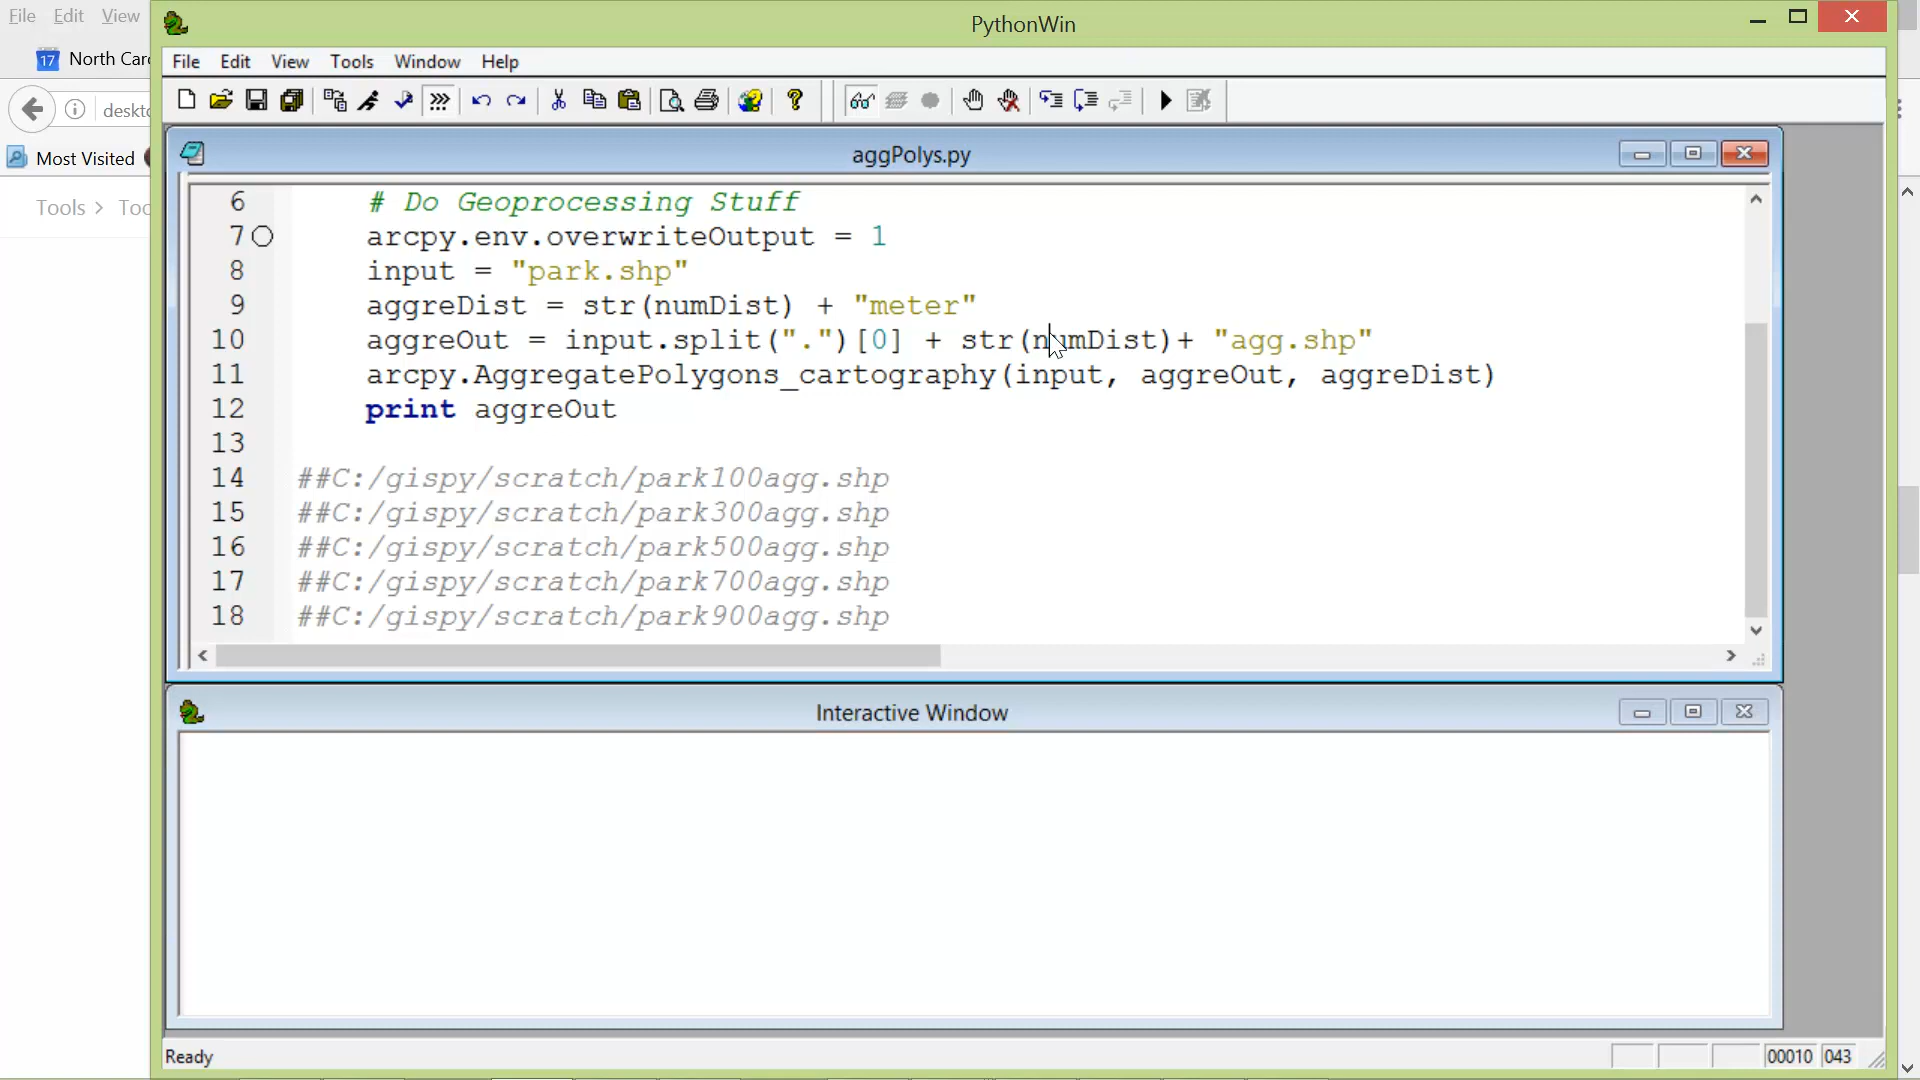 File Edit View
PythonWin
17 North Car
File Edit View Tools Window Help
Most Visited
aggPolys.py
Tools >
6 # Do Geoprocessing Stuff
7 arcpy.env.overwriteOutput = 1
8 input = "park.shp"
9 aggreDist = str(numDist) + "meter"
10 aggreOut = input.split(".")[0] + str(numDist)+ "agg.shp"
11 arcpy.AggregatePolygons_cartography(input, aggreOut, aggreDist)
12 print aggreOut
13
14 ##C:/gispy/scratch/park100agg.shp
15 ##C:/gispy/scratch/park300agg.shp
16 ##C:/gispy/scratch/park500agg.shp
17 ##C:/gispy/scratch/park700agg.shp
18 ##C:/gispy/scratch/park900agg.shp
Interactive Window
Ready
00010 043